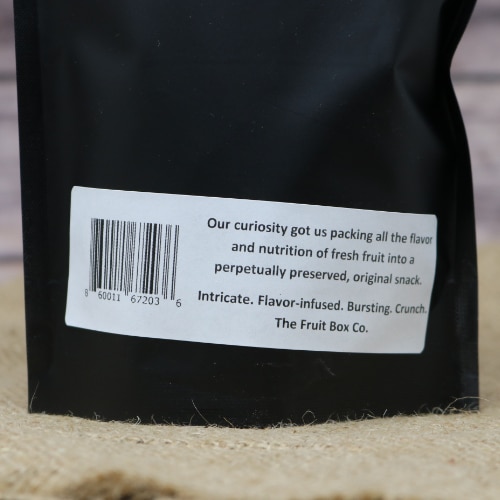 Our curiosity got us packing all the flavor
and nutrition of fresh fruit into a
perpetually preserved, original snack.
Intricate. Flavor-infused. Bursting. Crunch.
The Fruit Box Co.
8 60011 67203 6